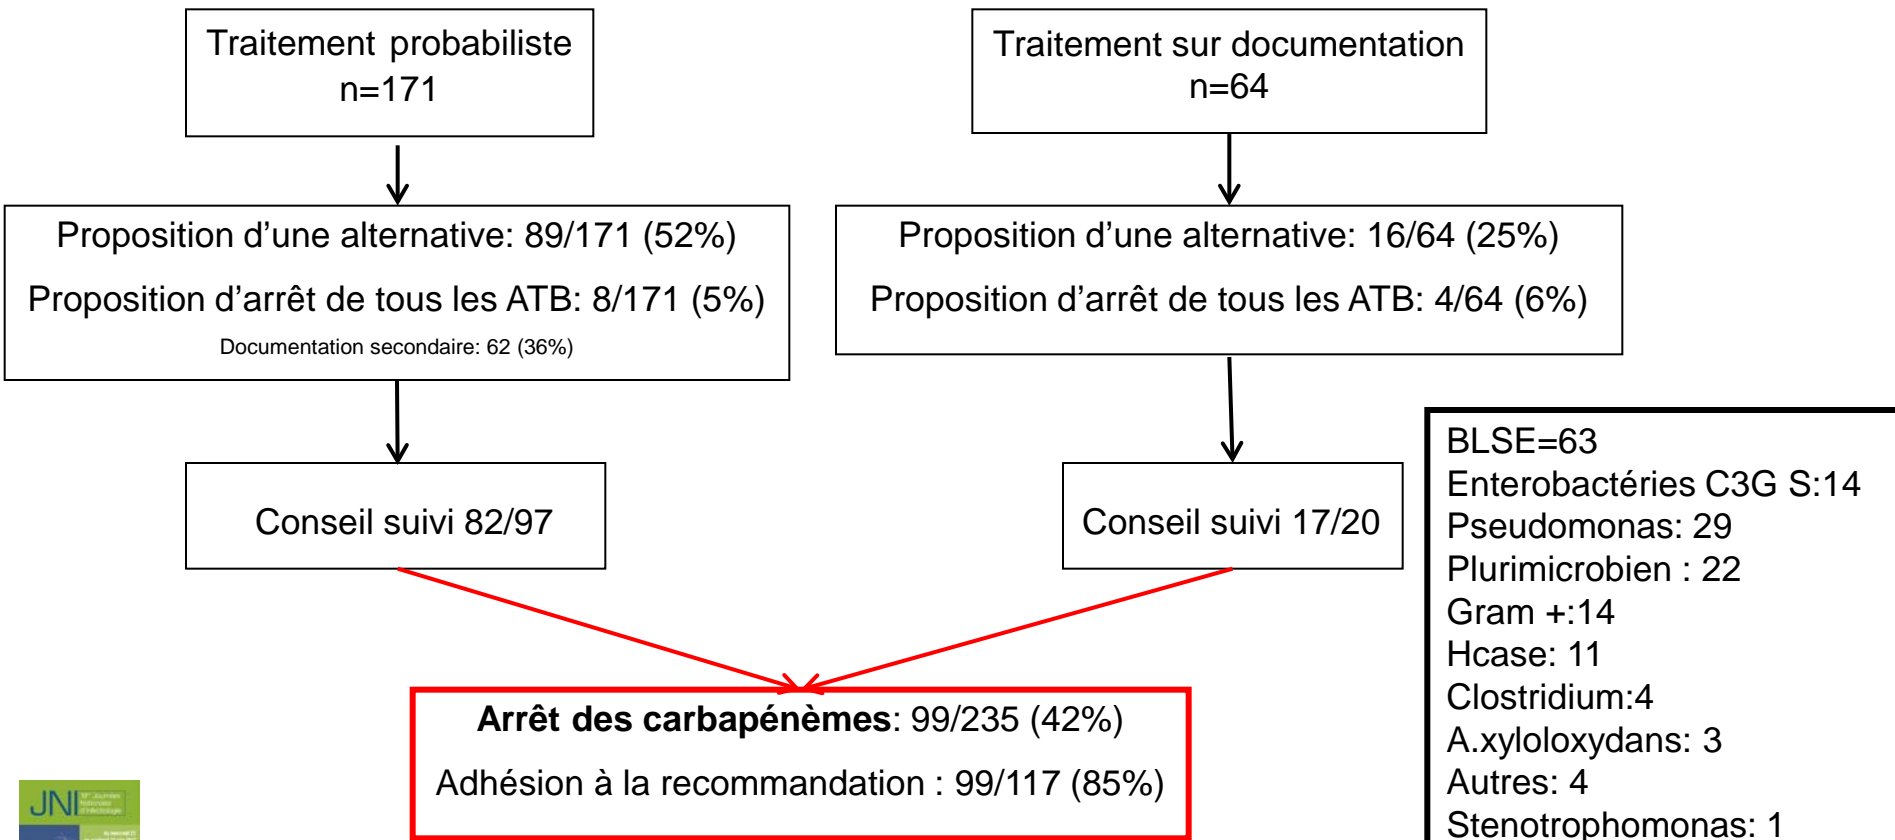 Traitement probabiliste
n=171
Traitement sur documentation
n=64
Proposition d'une alternative: 89/171 (52%)
Proposition d'arrêt de tous les ATB: 8/171 (5%)
Documentation secondaire: 62 (36%)
Proposition d'une alternative: 16/64 (25%)
Proposition d'arrêt de tous les ATB: 4/64 (6%)
Conseil suivi 82/97
Conseil suivi 17/20
Arrêt des carbapénèmes: 99/235 (42%)
Adhésion à la recommandation : 99/117 (85%)
BLSE=63
Enterobactéries C3G S:14
Pseudomonas: 29
Plurimicrobien : 22
Gram +:14
Hcase: 11
Clostridium:4
A.xyloloxydans: 3
Autres: 4
Stenotrophomonas: 1
JNI
Journées
Nationales
d'Infectiologie